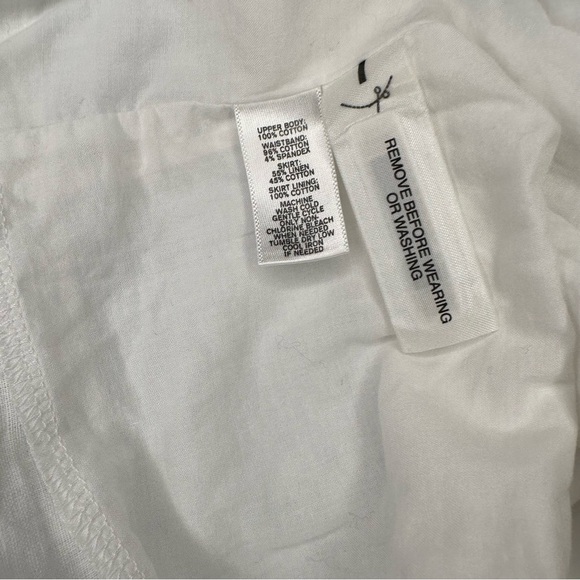 UPPER BODY:
100% COTTON
WAISTBAND:
96% COTTON
4% SPANDEX
SKIRT:
55% LINEN
45% COTTON
SKIRT LINING:
100% COTTON
MACHINE
WASH COLD
GENTLE CYCLE
ONLY NON-
CHLORINE BLEACH
WHEN NEEDED
TUMBLE DRY LOW
COOL IRON
IF NEEDED
REMOVE BEFORE WEARING
OR WASHING